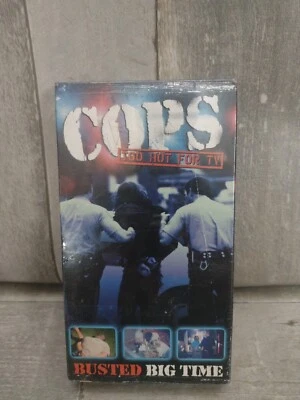 COPS
TOO HOT FOR TV
BUSTED BIG TIME